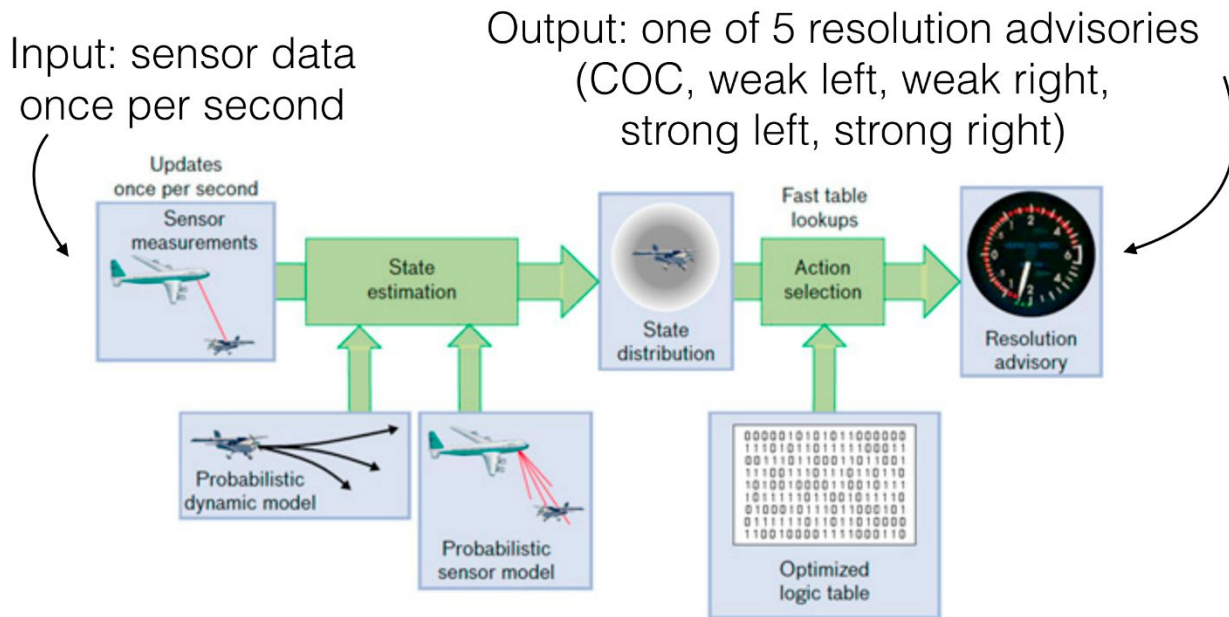 Input: sensor data
once per second
Output: one of 5 resolution advisories
(COC, weak left, weak right,
strong left, strong right)
Updates
once per second
Sensor
measurements
State
estimation
State
distribution
Fast table
lookups
Action
selection
Resolution
advisory
Probabilistic
dynamic model
Probabilistic
sensor model
Optimized
logic table